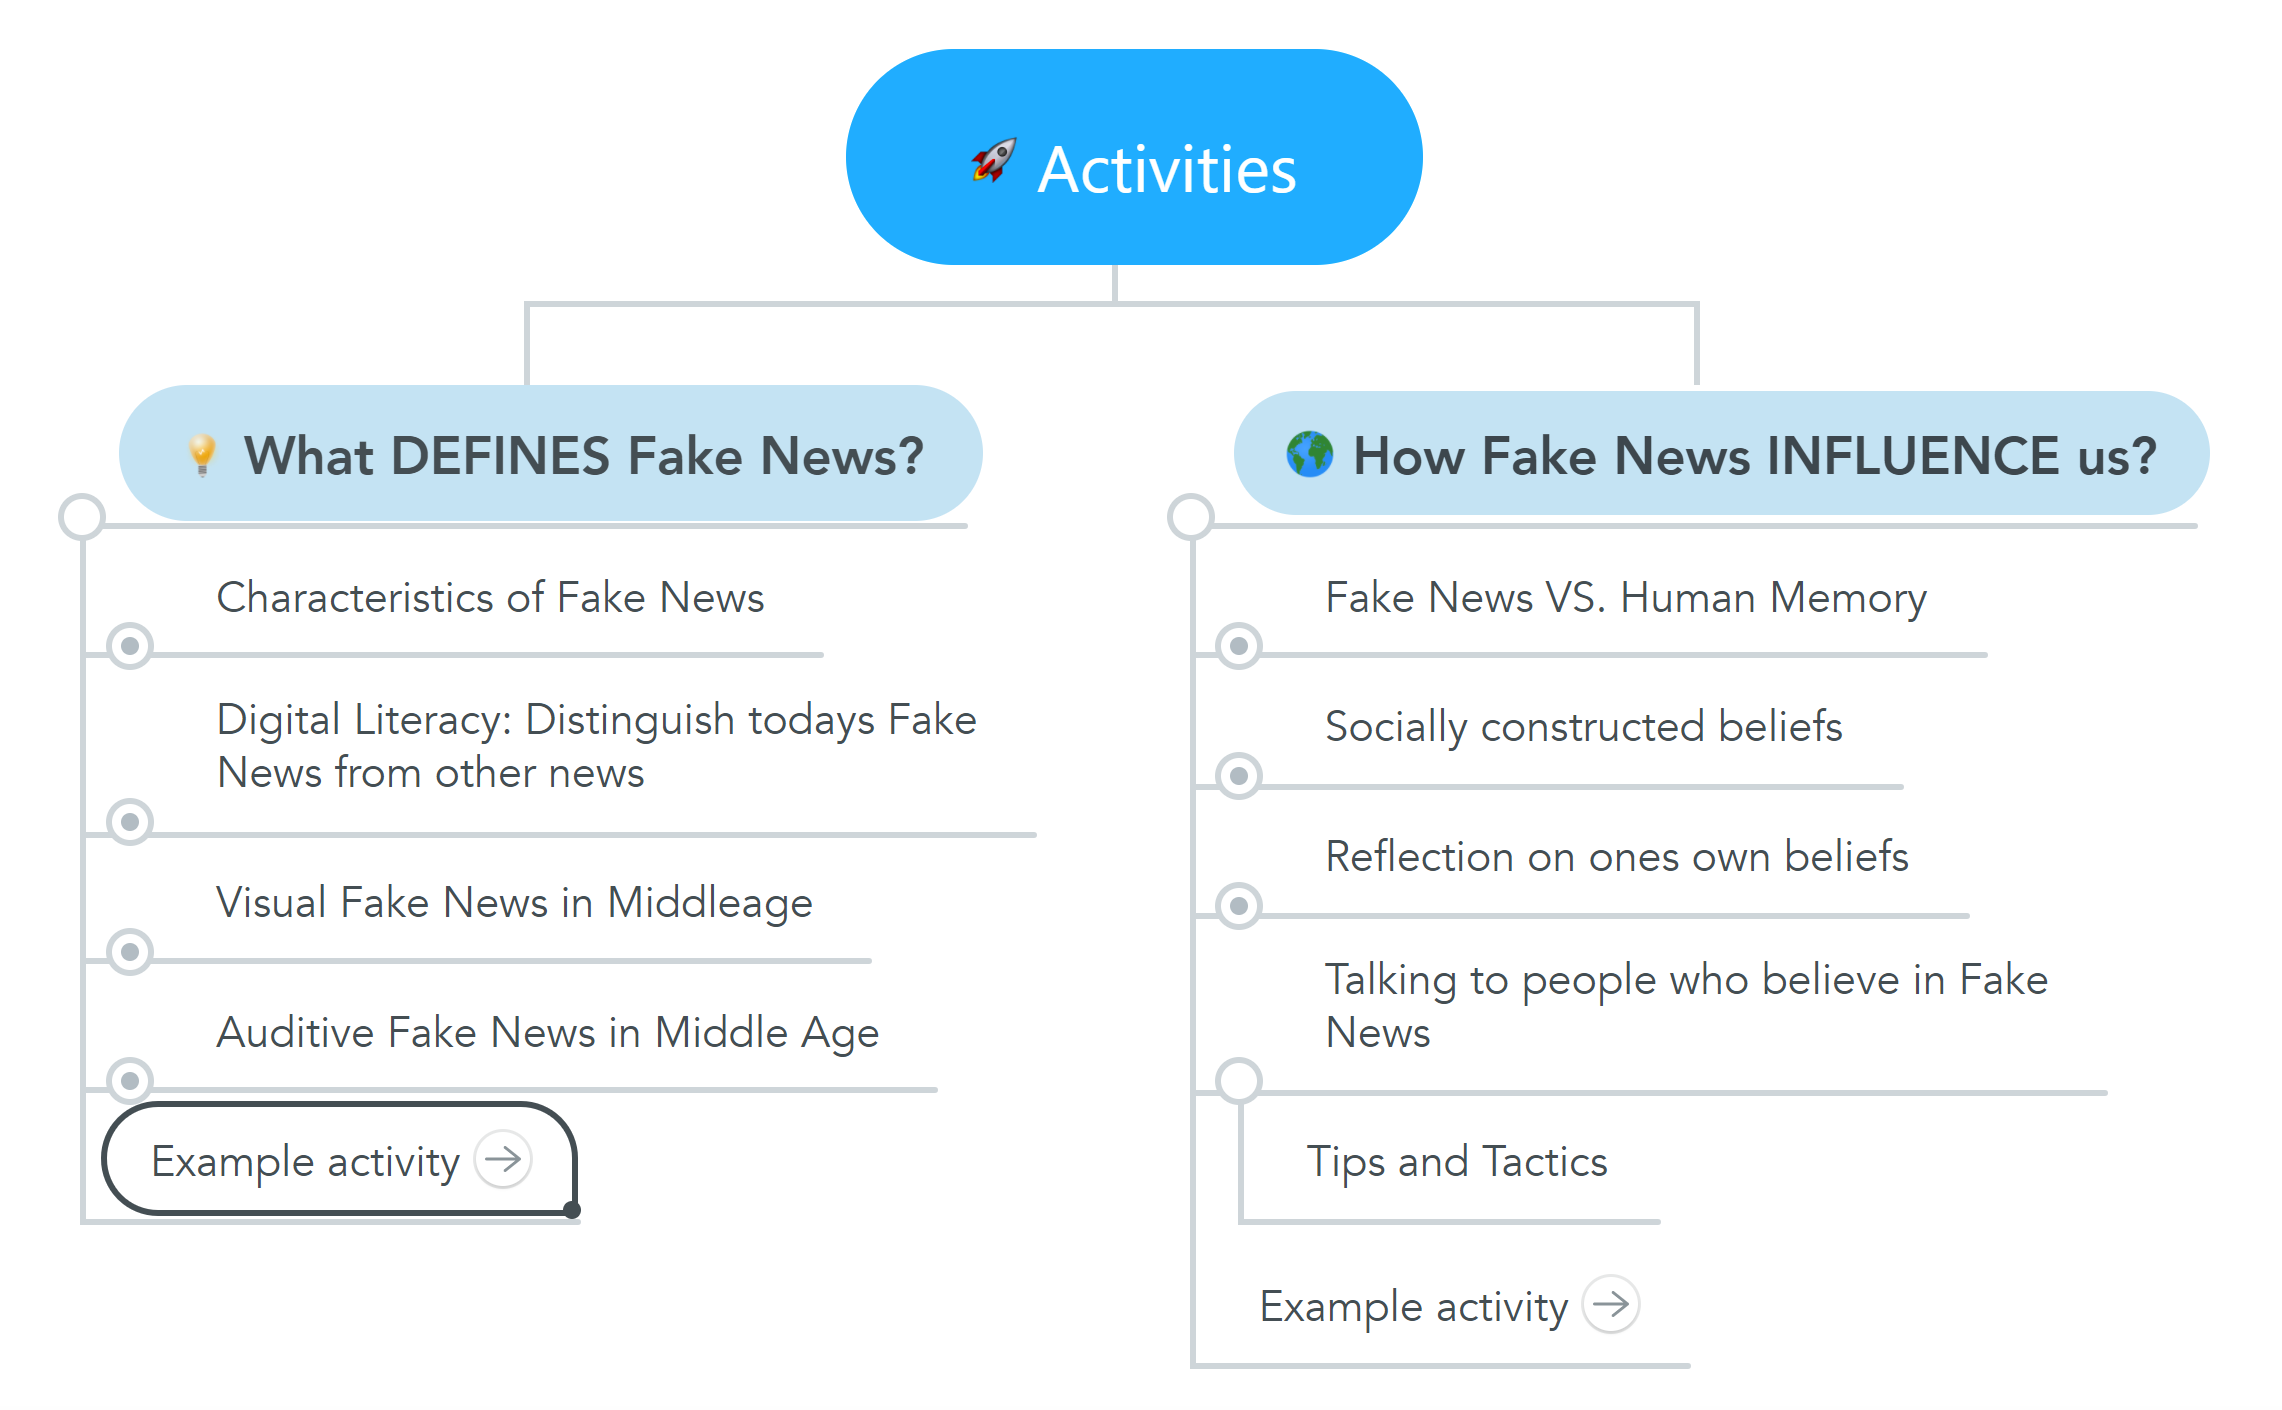 Activities
What DEFINES Fake News?
Characteristics of Fake News
Digital Literacy: Distinguish todays Fake
News from other news
Visual Fake News in Middleage
Auditive Fake News in Middle Age
Example activity
How Fake News INFLUENCE us?
Fake News VS. Human Memory
Socially constructed beliefs
Reflection on ones own beliefs
Talking to people who believe in Fake
News
Tips and Tactics
Example activity